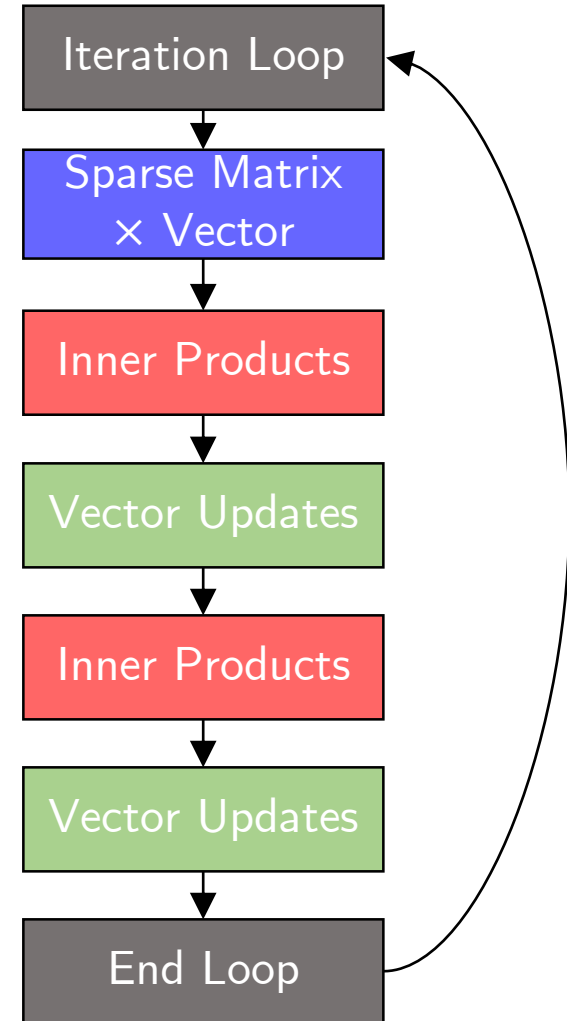 Iteration Loop
Sparse Matrix
× Vector
Inner Products
Vector Updates
Inner Products
Vector Updates
End Loop